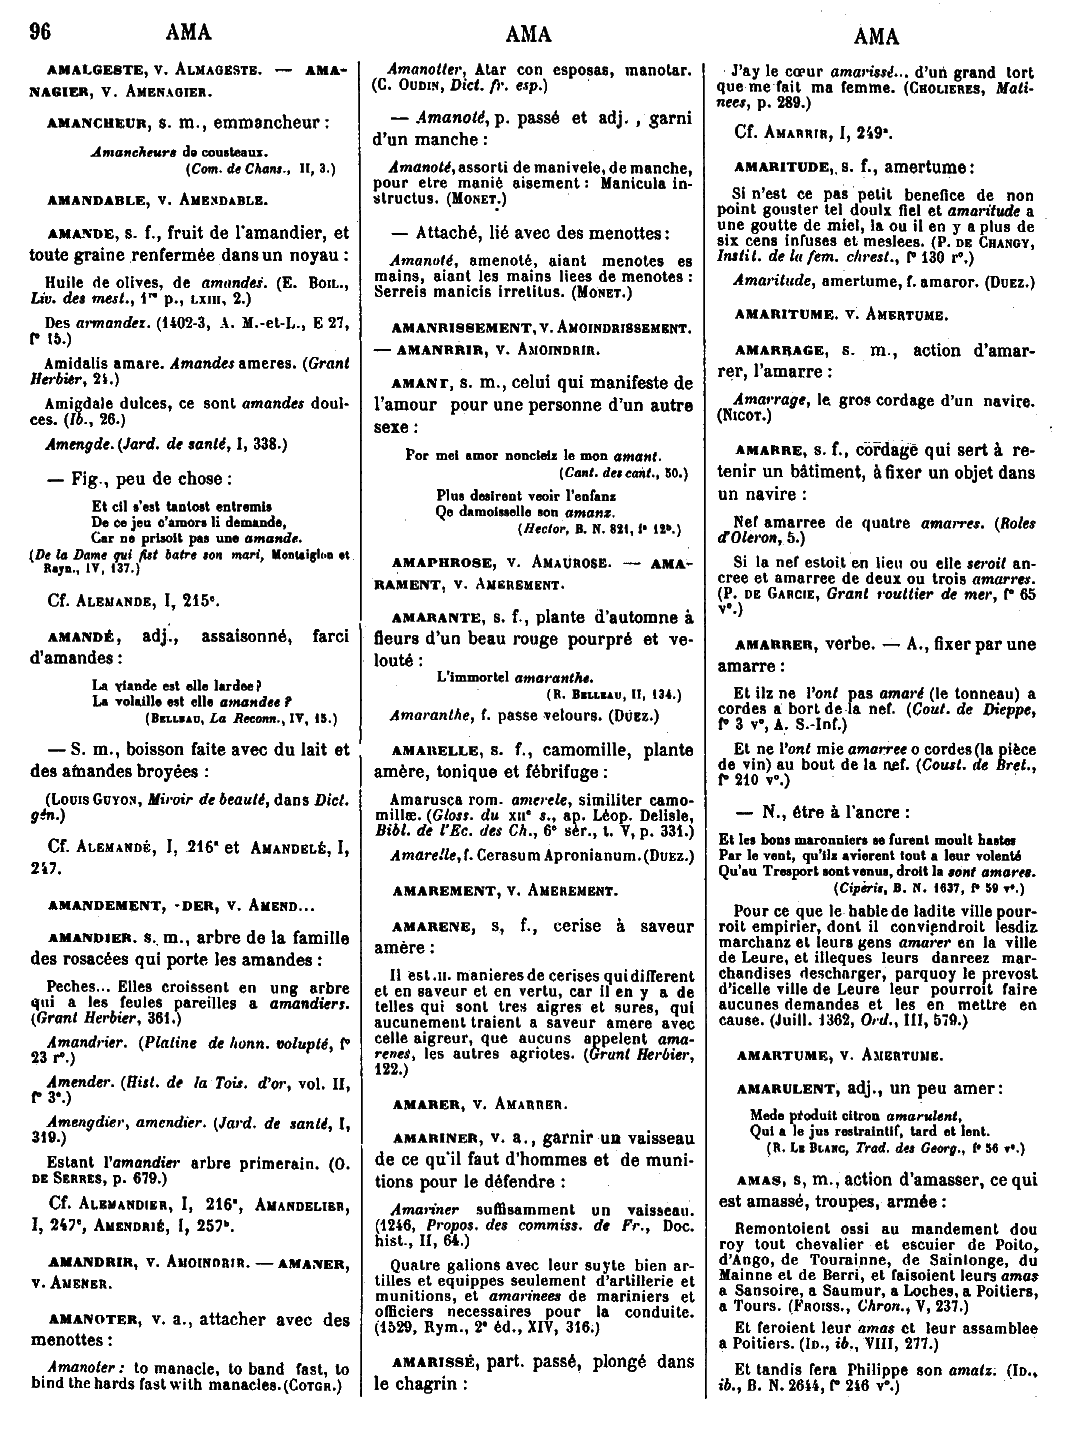 96 AMA AMA AMA
AMALGESTE, V. ALMAGESTE. — AMA-
NAGIER, V. AMENAGIER.
AMANCHEUR, s. m., emmancheur :
Amancheurs de cousteaux.
(Com. de Chans., II, 3.)
AMANDABLE, V. AMENDABLE.
AMANDE, s. f., fruit de l'amandier, et
toute graine renfermée dans un noyau :
Huile de olives, de amandes. (E. BOIL.,
Liv. des mest., 1re p., LXIII, 2.)
Des armandez. (1402-3, A. M.-et-L., E 27,
f° 15.)
Amidalis amare. Amandes ameres. (Grant
Herbier, 24.)
Amigdale dulces, ce sont amandes doul-
ces. (Ib., 26.)
Amengde. (Jard. de santé, I, 338.)
— Fig., peu de chose :
Et cil s'est tantost entremis
De ce jeu d'amors li demande,
Car ne prisoit pas une amande.
(De la Dame qui fist batre son mari, Montaiglon et
Rayn., IV, 137.)
Cf. ALEMANDE, I, 215c.
AMANDÉ, adj., assaisonné, farci
d'amandes :
La viande est elle lardee ?
La volaille est elle amandee ?
(BELLEAU, La Reconn., IV, 15.)
— S. m., boisson faite avec du lait et
des amandes broyées :
(LOUIS GUYON, Miroir de beauté, dans Dict.
gén.)
Cf. ALEMANDÉ, I, 216a et AMANDELÉ, I,
247.
AMANDEMENT, -DER, V. AMEND...
AMANDIER. s. m., arbre de la famille
des rosacées qui porte les amandes :
Peches... Elles croissent en ung arbre
qui a les feules pareilles a amandiers.
(Grant Herbier, 361.)
Amandrier. (Platine de honn. volupté, f°
23 r°.)
Amender. (Hist. de la Tois. d'or, vol. II,
f° 3a.)
Amengdier, amendier. (Jard. de santé, I,
319.)
Estant l'amandier arbre primerain. (O.
DE SERRES, p. 679.)
Cf. ALEMANDIER, I, 216a, AMANDELIER,
I, 247c, AMENDRIÉ, I, 257b.
AMANDRIR, V. AMOINDRIR. — AMANER,
V. AMENER.
AMANOTER, V. a., attacher avec des
menottes :
Amanoter : to manacle, to band fast, to
bind the hards fast with manacles. (COTGR.)
Amanotter, Atar con esposas, manotar.
(C. OUDIN, Dict. fr. esp.)
— Amanoté, p. passé et adj., garni
d'un manche :
Amanoté, assorti de manivele, de manche,
pour etre manié aisement : Manicula in-
structus. (MONET.)
— Attaché, lié avec des menottes :
Amanoté, amenoté, aiant menotes es
mains, aiant les mains liees de menotes :
Serreis manicis irretitus. (MONET.)
AMANRISSEMENT, V. AMOINDRISSEMENT.
— AMANRRIR, V. AMOINDRIR.
AMANT, s. m., celui qui manifeste de
l'amour pour une personne d'un autre
sexe :
Por mei amor noncieiz le mon amant.
(Cant. des cant., 50.)
Plus desirent veoir l'enfanz
Qe damoisselle son amanz.
(Hector, B. N. 821, f° 12b.)
AMAPHROSE, V. AMAUROSE. — AMA-
RAMENT, V. AMEREMENT.
AMARANTE, s. f., plante d'automne à
fleurs d'un beau rouge pourpré et ve-
louté :
L'immortel amaranthe.
(R. BELLEAU, II, 134.)
Amaranthe, f. passe velours. (DUEZ.)
AMARELLE, s. f., camomille, plante
amère, tonique et fébrifuge :
Amarusca rom. amerele, similiter camo-
millæ. (Gloss. du XIIe s., ap. Léop. Delisle,
Bibl. de l'Ec. des Ch., 6e sér., t. V, p. 331.)
Amarelle, f. Cerasum Apronianum. (DUEZ.)
AMAREMENT, V. AMEREMENT.
AMARENE, s, f., cerise à saveur
amère :
Il est .II. manieres de cerises qui different
et en saveur et en vertu, car il en y a de
telles qui sont tres aigres et sures, qui
aucunement traient a saveur amere avec
celle aigreur, que aucuns appelent ama-
renes, les autres agriotes. (Grant Herbier,
122.)
AMARER, V. AMARRER.
AMARINER, V. a., garnir un vaisseau
de ce qu'il faut d'hommes et de muni-
tions pour le défendre :
Amariner suffisamment un vaisseau.
(1246, Propos. des commiss. de Fr., Doc.
hist., II, 64.)
Quatre galions avec leur suyte bien ar-
tilles et equippes seulement d'artillerie et
munitions, et amarinees de mariniers et
officiers necessaires pour la conduite.
(1529, Rym., 2e éd., XIV, 316.)
AMARISSÉ, part. passé, plongé dans
le chagrin :
J'ay le cœur amarissé... d'un grand tort
que me fait ma femme. (CHOLIERES, Mati-
nees, p. 289.)
Cf. AMARRIR, I, 249a.
AMARITUDE, s. f., amertume :
Si n'est ce pas petit benefice de non
point gouster tel doulx fiel et amaritude a
une goutte de miel, la ou il en y a plus de
six cens infuses et meslees. (P. DE CHANGY,
Instit. de la fem. chrest., f° 130 r°.)
Amaritude, amertume, f. amaror. (DUEZ.)
AMARITUME. V. AMERTUME.
AMARRAGE, s. m., action d'amar-
rer, l'amarre :
Amarrage, le gros cordage d'un navire.
(NICOT.)
AMARRE, s. f., cordage qui sert à re-
tenir un bâtiment, à fixer un objet dans
un navire :
Nef amarree de quatre amarres. (Roles
d'Oleron, 5.)
Si la nef estoit en lieu ou elle seroit an-
cree et amarree de deux ou trois amarres.
(P. DE GARCIE, Grant routtier de mer, f° 65
v°.)
AMARRER, verbe. — A., fixer par une
amarre :
Et ilz ne l'ont pas amaré (le tonneau) a
cordes a bort de la nef. (Cout. de Dieppe,
f° 3 v°, A. S.-Inf.)
Et ne l'ont mie amarree o cordes (la pièce
de vin) au bout de la nef. (Coust. de Bret.,
f° 210 v°.)
— N., être à l'ancre :
Et les bons maronniers se furent moult hastes
Par le vent, qu'ilz avierent tout a leur volenté
Qu'au Tresport sont venus, droit la sont amares.
(Cipéris, B. N. 1637, f° 59 v°.)
Pour ce que le hable de ladite ville pour-
roit empirier, dont il conviendroit lesdiz
marchanz et leurs gens amarer en la ville
de Leure, et illeques leurs danreez mar-
chandises descharger, parquoy le prevost
d'icelle ville de Leure leur pourroit faire
aucunes demandes et les en mettre en
cause. (Juill. 1362, Ord., III, 579.)
AMARTUME, V. AMERTUME.
AMARULENT, adj., un peu amer :
Mede produit citron amarulent,
Qui a le jus restraintif, tard et lent.
(R. LE BLANC, Trad. des Georg., f° 56 v°.)
AMAS, s, m., action d'amasser, ce qui
est amassé, troupes, armée :
Remontoient ossi au mandement dou
roy tout chevalier et escuier de Poito,
d'Ango, de Tourainne, de Saintonge, du
Mainne et de Berri, et faisoient leurs amas
a Sansoire, a Saumur, a Loches, a Poitiers,
a Tours. (FROISS., Chron., V, 237.)
Et feroient leur amas et leur assamblee
a Poitiers. (ID., ib., VIII, 277.)
Et tandis fera Philippe son amatz. (ID.,
ib., B. N. 2644, f° 246 v°.)